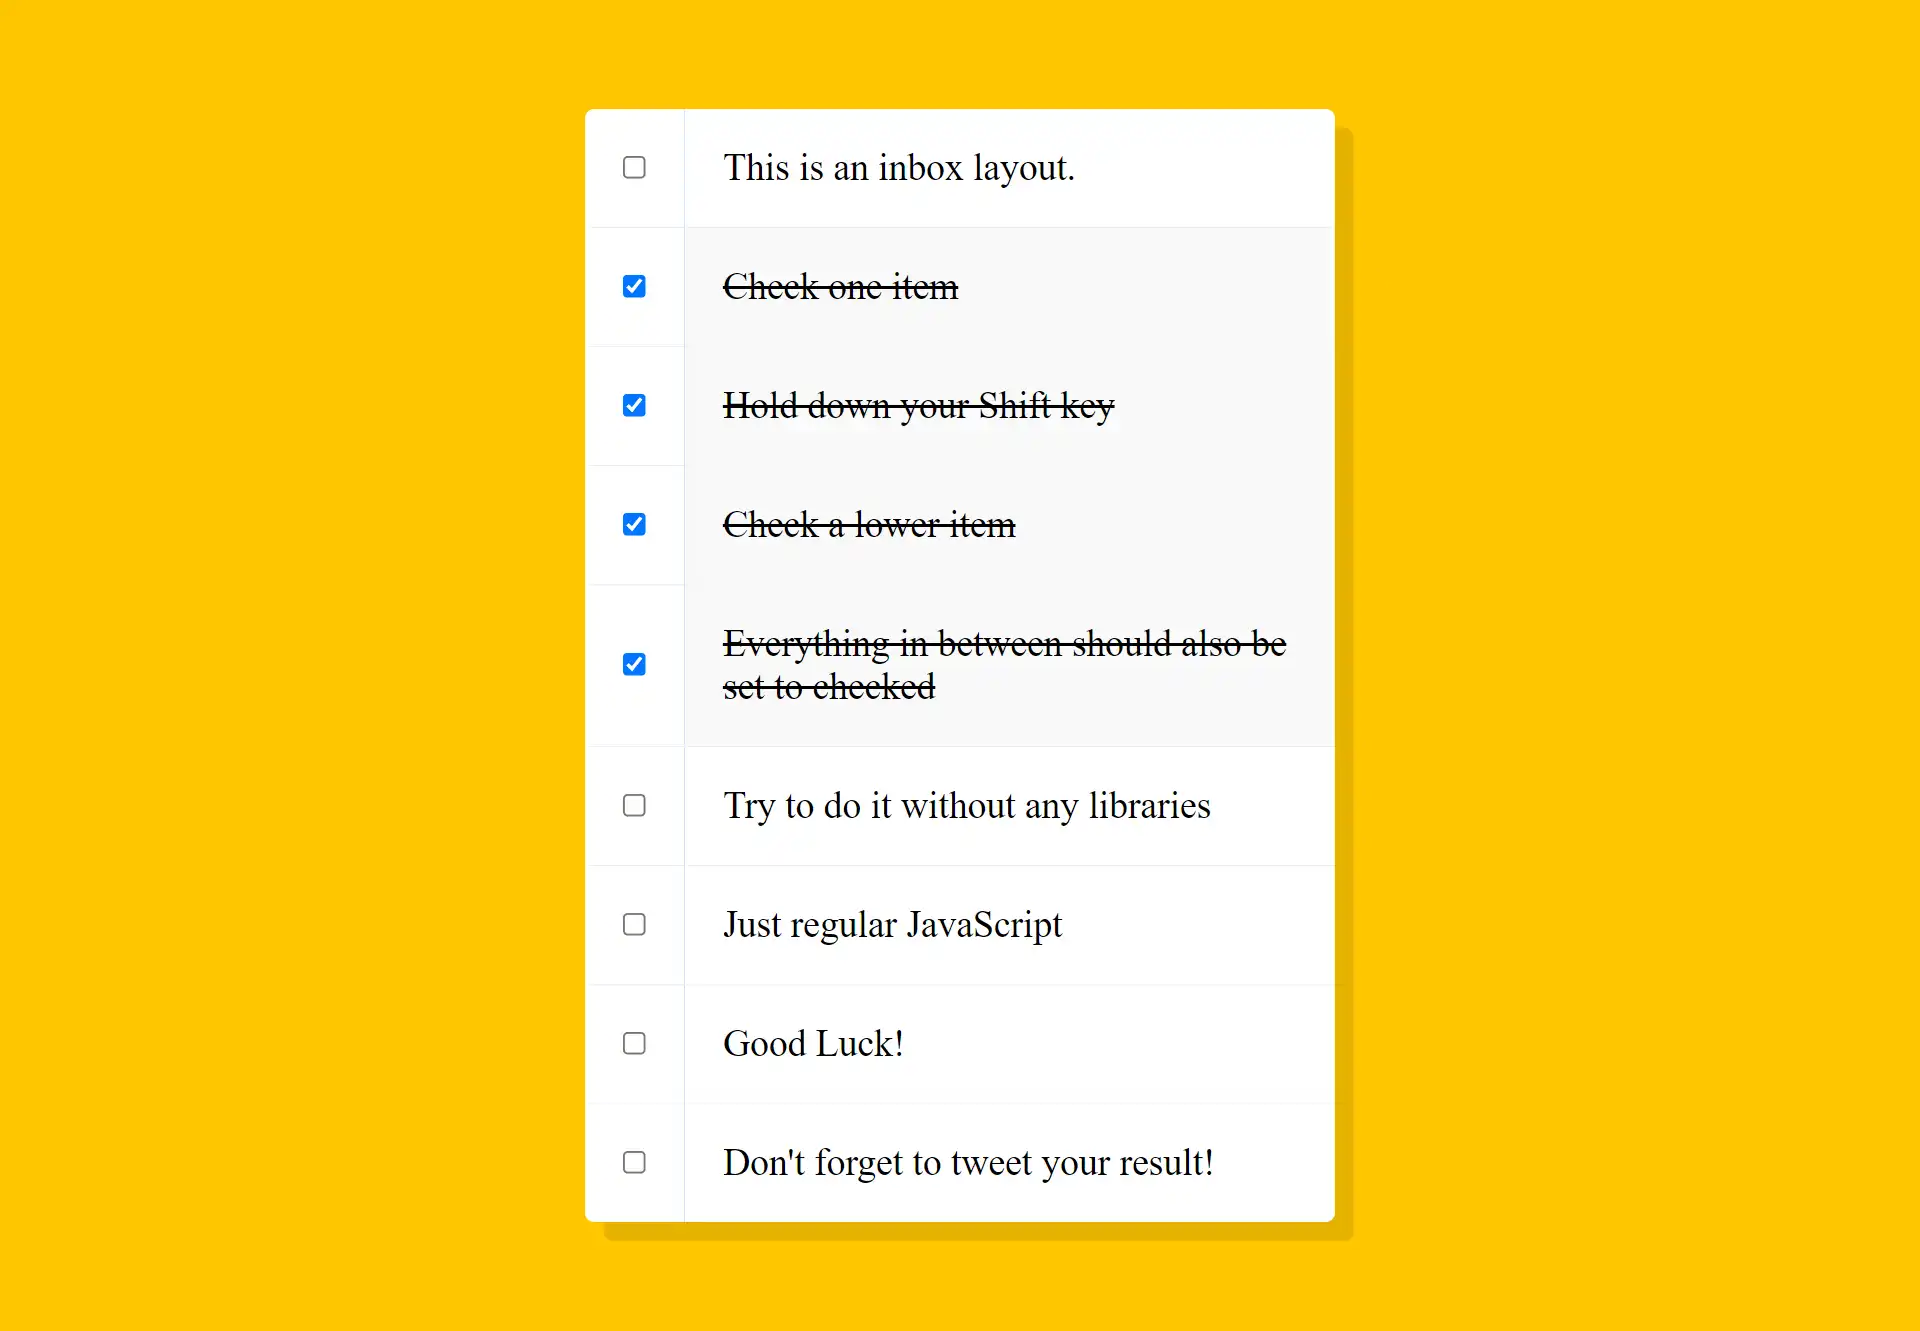 This is an inbox layout.
Check one item
Hold down your Shift key
Check a lower item
Everything in between should also be
set to checked
Try to do it without any libraries
Just regular JavaScript
Good Luck!
Don't forget to tweet your result!